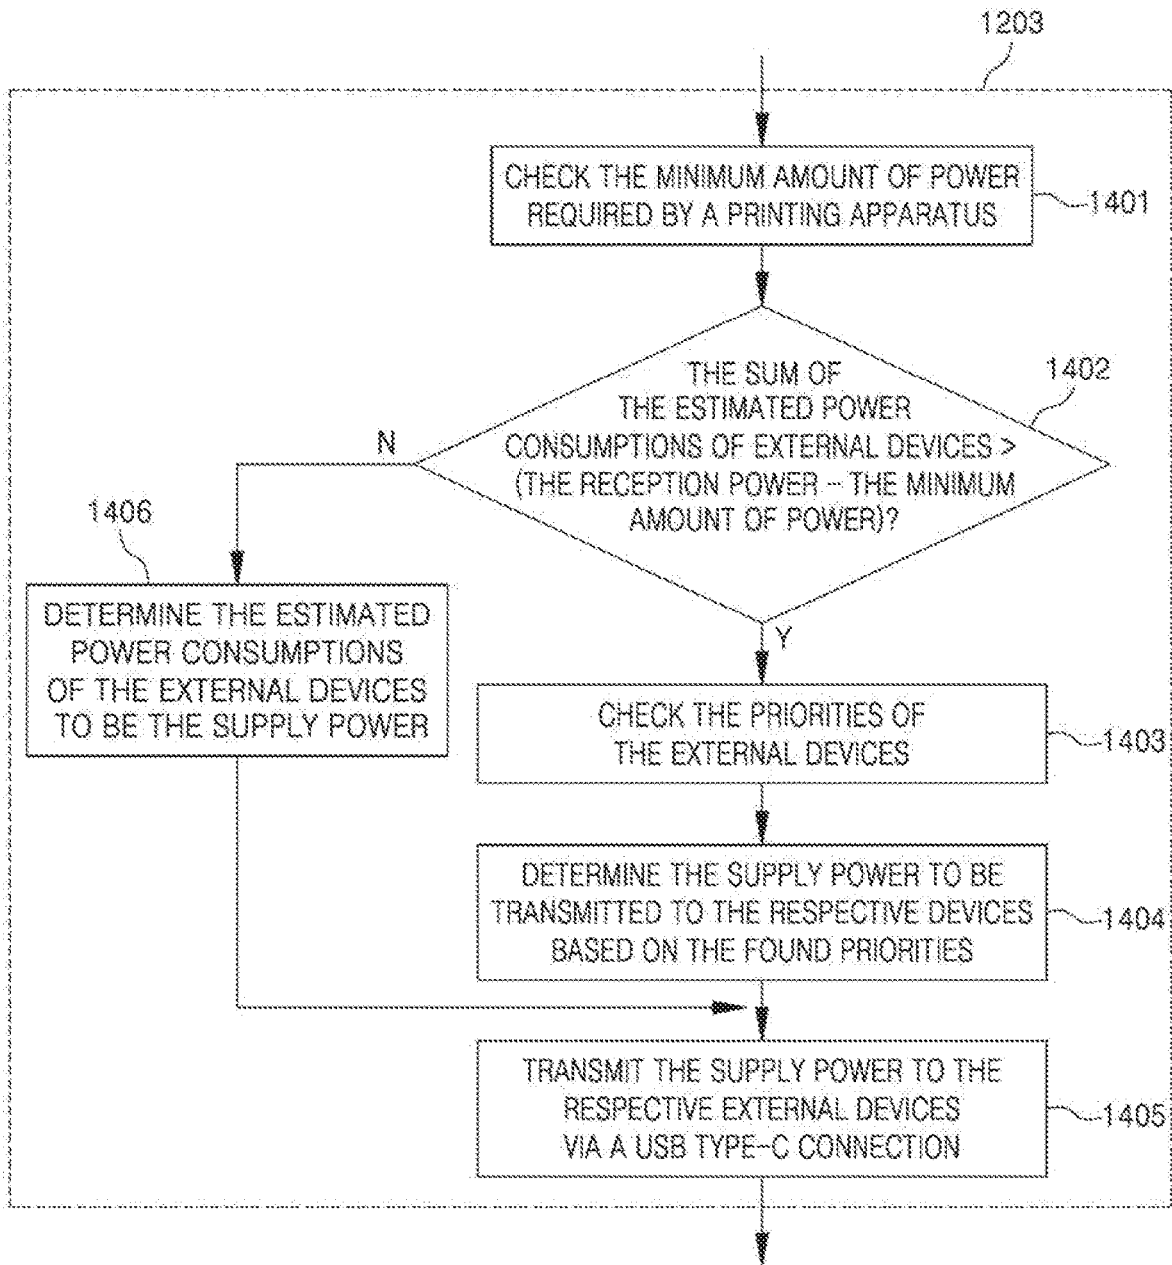 1203
CHECK THE MINIMUM AMOUNT OF POWER
REQUIRED BY A PRINTING APPARATUS
1401
THE SUM OF
THE ESTIMATED POWER
CONSUMPTIONS OF EXTERNAL DEVICES >
(THE RECEPTION POWER – THE MINIMUM
AMOUNT OF POWER)?
1402
N
1406
DETERMINE THE ESTIMATED
POWER CONSUMPTIONS
OF THE EXTERNAL DEVICES
TO BE THE SUPPLY POWER
Y
CHECK THE PRIORITIES OF
THE EXTERNAL DEVICES
1403
DETERMINE THE SUPPLY POWER TO BE
TRANSMITTED TO THE RESPECTIVE DEVICES
BASED ON THE FOUND PRIORITIES
1404
TRANSMIT THE SUPPLY POWER TO THE
RESPECTIVE EXTERNAL DEVICES
VIA A USB TYPE–C CONNECTION
1405